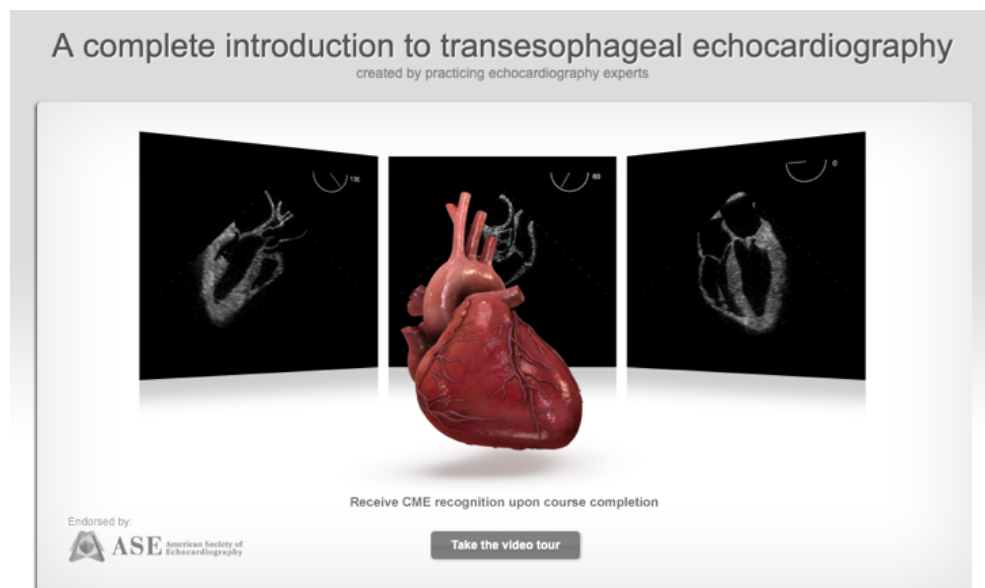 A complete introduction to transesophageal echocardiography
created by practicing echocardiography experts
130
60
0
Receive CME recognition upon course completion
Endorsed by:
ASE American Society of
Echocardiography
Take the video tour